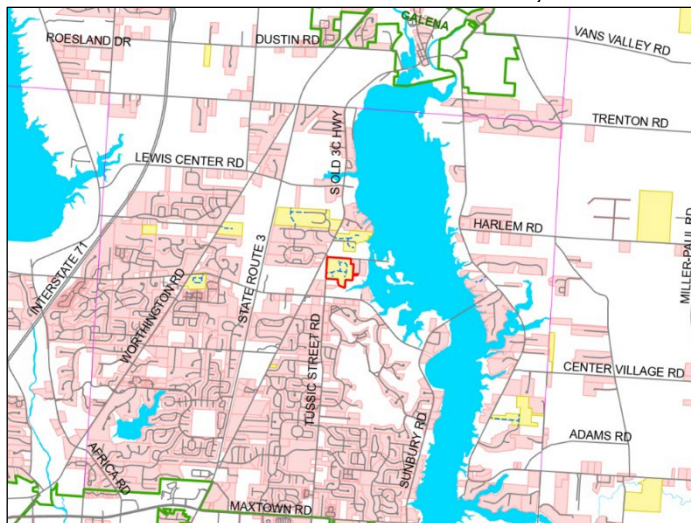 GALENA
ROESLAND DR
DUSTIN RD
VANS VALLEY RD
TRENTON RD
S OLD 3C HWY
LEWIS CENTER RD
HARLEM RD
MILLER-PAUL RD
INTERSTATE 71
WORTHINGTON RD
STATE ROUTE 3
TUSSIC STREET RD
CENTER VILLAGE RD
SUNBURY RD
ADAMS RD
AFRICA RD
MAXTOWN RD